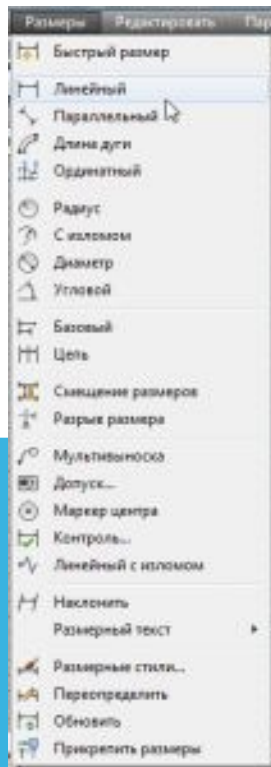 Размеры Редактировать Пар
Быстрый размер
Линейный
Параллельный
Длина дуги
Ординатный
Радиус
С изломом
Диаметр
Угловой
Базовый
Цепь
Смещение размеров
Разрыв размера
Мультивыноска
Допуск...
Маркер центра
Контроль...
Линейный с изломом
Наклонить
Размерный текст
Размерные стили...
Переопределить
Обновить
Прикрепить размеры